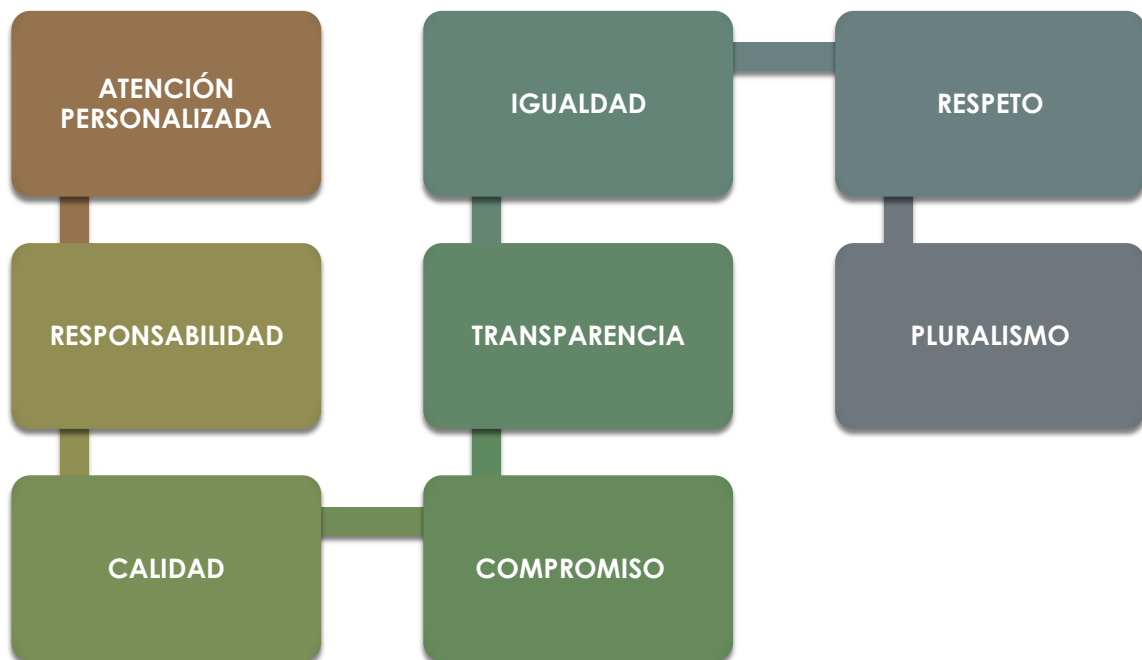 ATENCIÓN
PERSONALIZADA
RESPONSABILIDAD
CALIDAD
COMPROMISO
TRANSPARENCIA
IGUALDAD
RESPETO
PLURALISMO